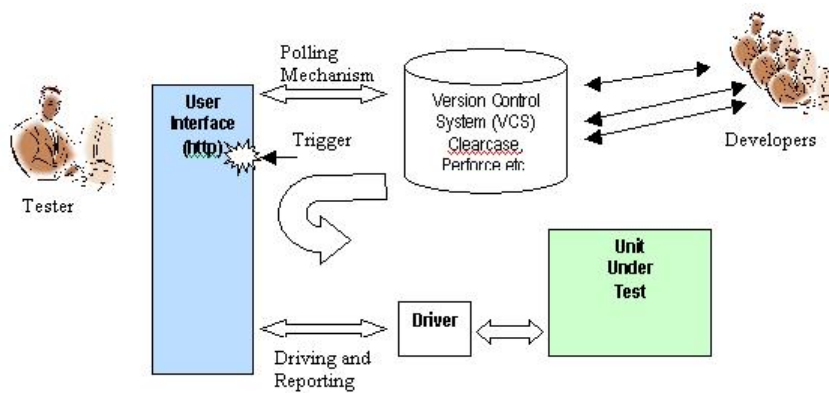 Polling
Mechanism
User
Interface
(http)
Trigger
Version Control
System (VCS)
Clearcase,
Perforce etc
Developers
Tester
Unit
Under
Test
Driver
Driving and
Reporting